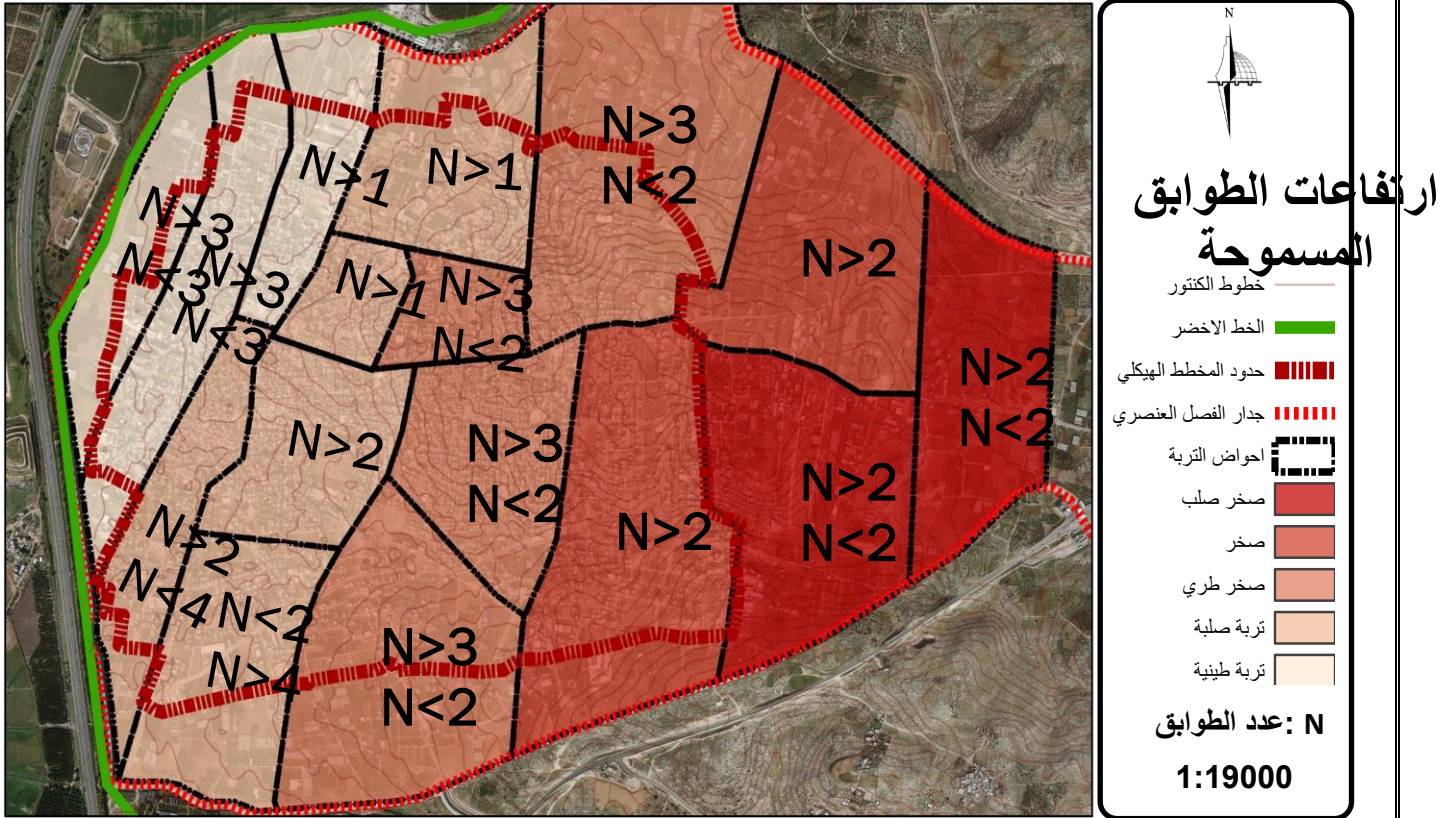 N
ارتفاعات الطوابق
المسموحة
خطوط الكنتور
الخط الاخضر
حدود المخطط الهيكلي
جدار الفصل العنصري
احواض التربة
صخر صلب
صخر
صخر طري
تربة صلبة
تربة طينية
N :عدد الطوابق
1:19000
N>3
N<2
N>1
N>1
N>3
N<3
N>3
N<3
N>1
N>3
N<2
N>2
N>2
N<2
N>2
N>3
N<2
N>2
N>2
N<2
N>2
N<4
N<2
N>4
N>3
N<2